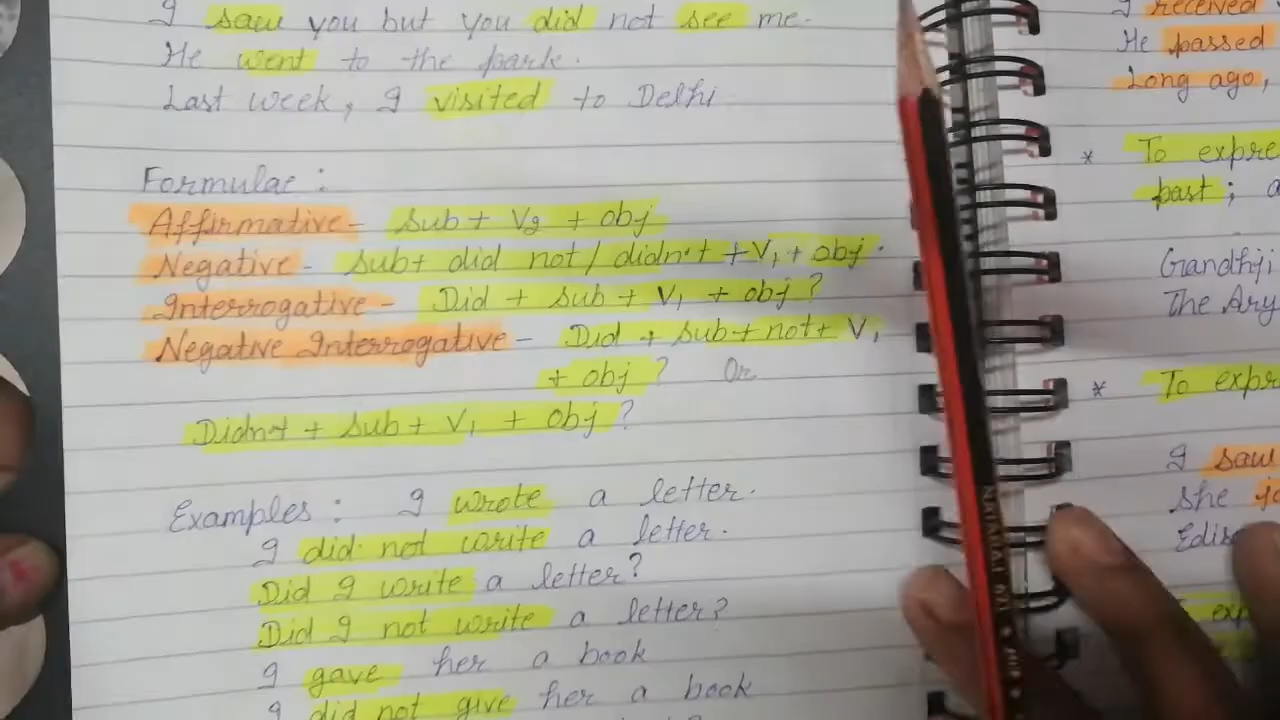 I saw you but you did not see me.
He went to the park.
Last week, I visited to Delhi
Formulae :
Affirmative - Sub + V2 + obj
Negative - Sub + did not / didn't + V1 + obj.
Interrogative - Did + sub + V1 + obj ?
Negative Interrogative - Did + sub + not + V1
+ obj ? Or
Didn't + sub + V1 + obj ?
Examples : I wrote a letter.
I did not write a letter.
Did I write a letter?
Did I not write a letter?
I gave her a book
I did not give her a book
I received
He passed
Long ago,
* To expre
past ; a
Gandhiji
The Ary
* To expr
I saw
She
Edis
exp
NATARAJ 621